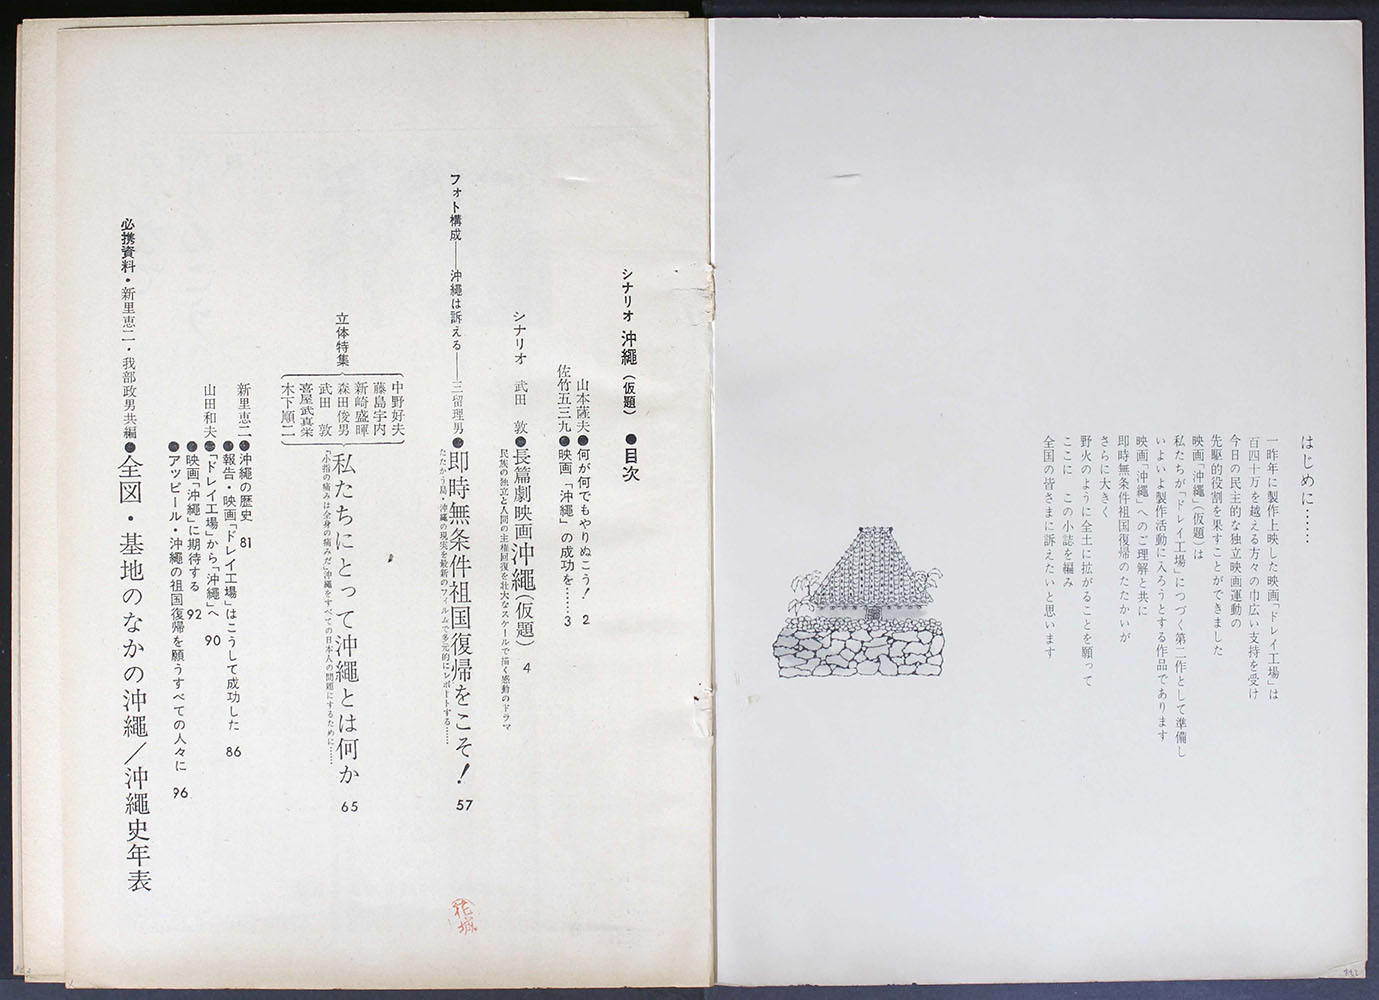 はじめに……
一昨年に製作上映した映画「ドレイ工場」は
百四十万を越える方々の巾広い支持を受け
今日の民主的な独立映画運動の
先駆的役割を果すことができました
映画「沖縄」(仮題)は
私たちが「ドレイ工場」につづく第二作として準備し
いよいよ製作活動に入ろうとする作品であります
映画「沖縄」へのご理解と共に
即時無条件祖国復帰のたたかいが
さらに大きく
野火のように全土に拡がることを願って
ここに この小誌を編み
全国の皆さまに訴えたいと思います
シナリオ 沖繩(仮題) ●目次
山本薩夫●何が何でもやりぬこう! 2
佐竹五三九●映画「沖繩」の成功を……3
シナリオ 武田 敦●長篇劇映画沖繩(仮題) 4
民族の独立と人間の主権回復を壮大なスケールで描く感動のドラマ
フォト構成——沖繩は訴える——三留理男●即時無条件祖国復帰をこそ! 57
たたかう島・沖繩の現実を最新のフィルムで多元的にレポートする……
立体特集
中野好夫
藤島宇内
新崎盛暉
森田俊男
武田 敦
喜屋武真栄
木下順二
私たちにとって沖繩とは何か 65
「小指の痛みは全身の痛みだ」沖繩をすべての日本人の問題にするために……
新里恵二●沖繩の歴史 81
●報告・映画「ドレイ工場」はこうして成功した 86
山田和夫●「ドレイ工場」から「沖繩」へ 90
●映画「沖繩」に期待する 92
●アッピール・沖繩の祖国復帰を願うすべての人々に 96
必携資料・新里恵二・我部政男共編●全図・基地のなかの沖繩/沖繩史年表
花城